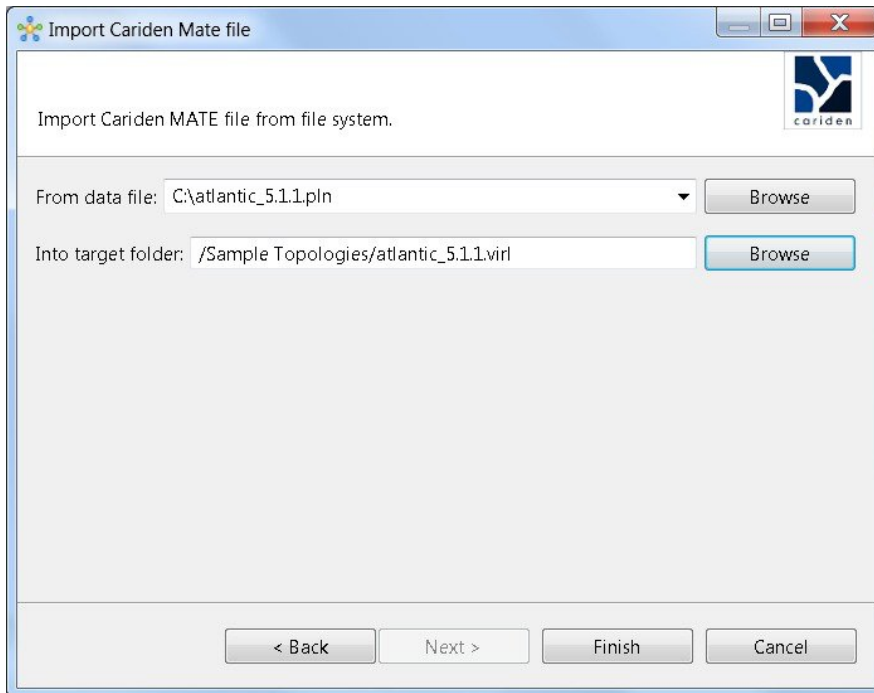 Import Cariden Mate file
Import Cariden MATE file from file system.
cariden
From data file: C:\atlantic_5.1.1.pln Browse
Into target folder: /Sample Topologies/atlantic_5.1.1.virl Browse
< Back Next > Finish Cancel